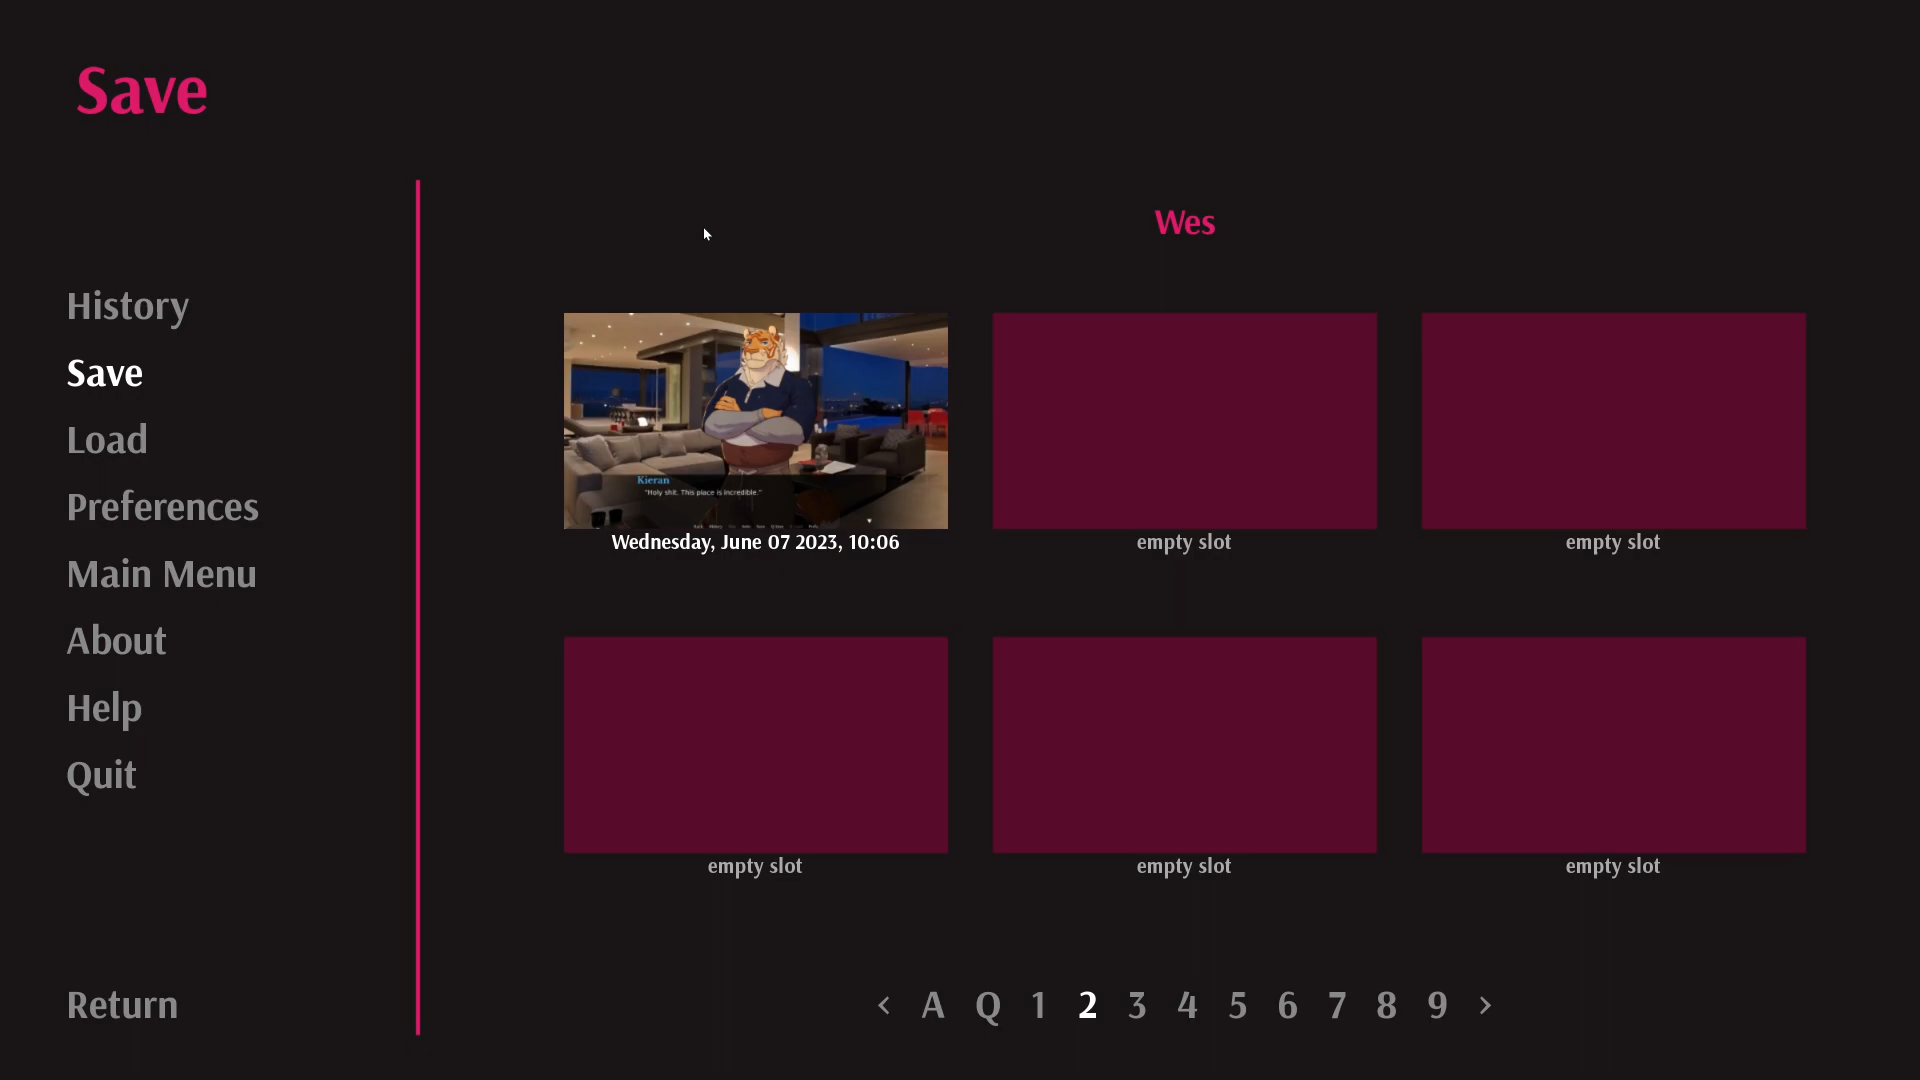 Save
Wes
History
Save
Load
Preferences
Main Menu
About
Help
Quit
Return
Kieran
"Holy shit. This place is incredible."
Wednesday, June 07 2023, 10:06
empty slot
empty slot
empty slot
empty slot
empty slot
< A Q 1 2 3 4 5 6 7 8 9 >